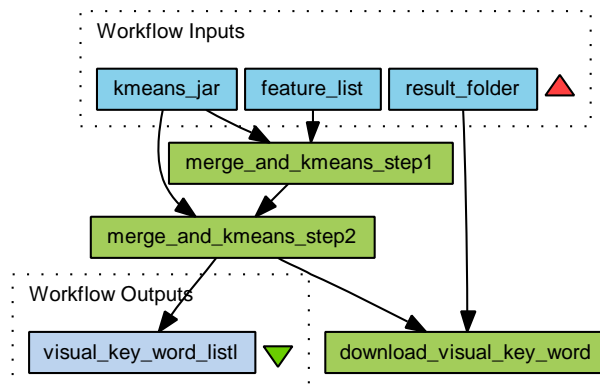 Workflow Inputs
kmeans_jar
feature_list
result_folder
merge_and_kmeans_step1
merge_and_kmeans_step2
Workflow Outputs
visual_key_word_listl
download_visual_key_word